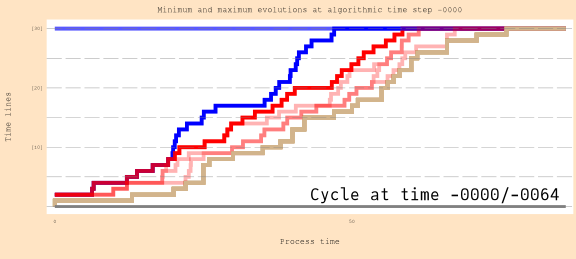 Minimum and maximum evolutions at algorithmic time step -0000
[30]
[20]
[10]
Time lines
Cycle at time -0000/-0064
0
50
Process time